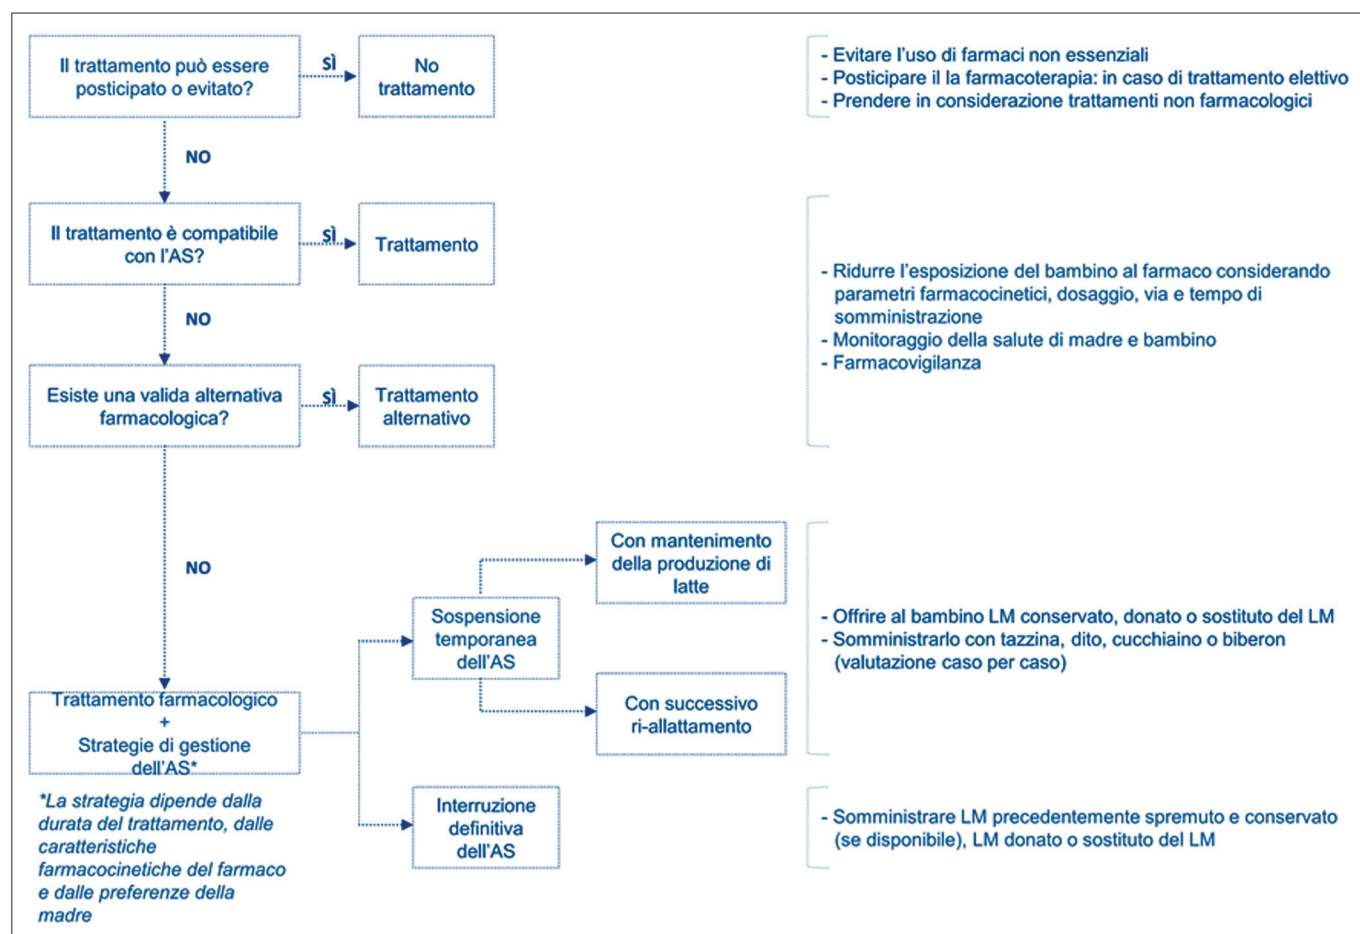 Il trattamento può essere
posticipato o evitato?
SÌ
No
trattamento
- Evitare l'uso di farmaci non essenziali
- Posticipare il la farmacoterapia: in caso di trattamento elettivo
- Prendere in considerazione trattamenti non farmacologici
NO
Il trattamento è compatibile
con l'AS?
SÌ
Trattamento
- Ridurre l'esposizione del bambino al farmaco considerando
parametri farmacocinetici, dosaggio, via e tempo di
somministrazione
- Monitoraggio della salute di madre e bambino
- Farmacovigilanza
NO
Esiste una valida alternativa
farmacologica?
SÌ
Trattamento
alternativo
NO
Trattamento farmacologico
+
Strategie di gestione
dell'AS*
Sospensione
temporanea
dell'AS
Con mantenimento
della produzione di
latte
Con successivo
ri-allattamento
- Offrire al bambino LM conservato, donato o sostituto del LM
- Somministrarlo con tazzina, dito, cucchiaino o biberon
(valutazione caso per caso)
Interruzione
definitiva
dell'AS
- Somministrare LM precedentemente spremuto e conservato
(se disponibile), LM donato o sostituto del LM
*La strategia dipende dalla
durata del trattamento, dalle
caratteristiche
farmacocinetiche del farmaco
e dalle preferenze della
madre